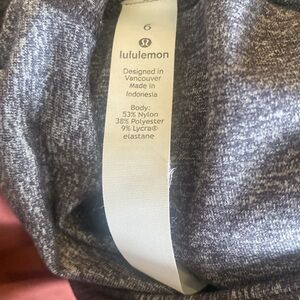 6
lululemon
Designed in
Vancouver
Made in
Indonesia
Body:
53% Nylon
38% Polyester
9% Lycra®
elastane